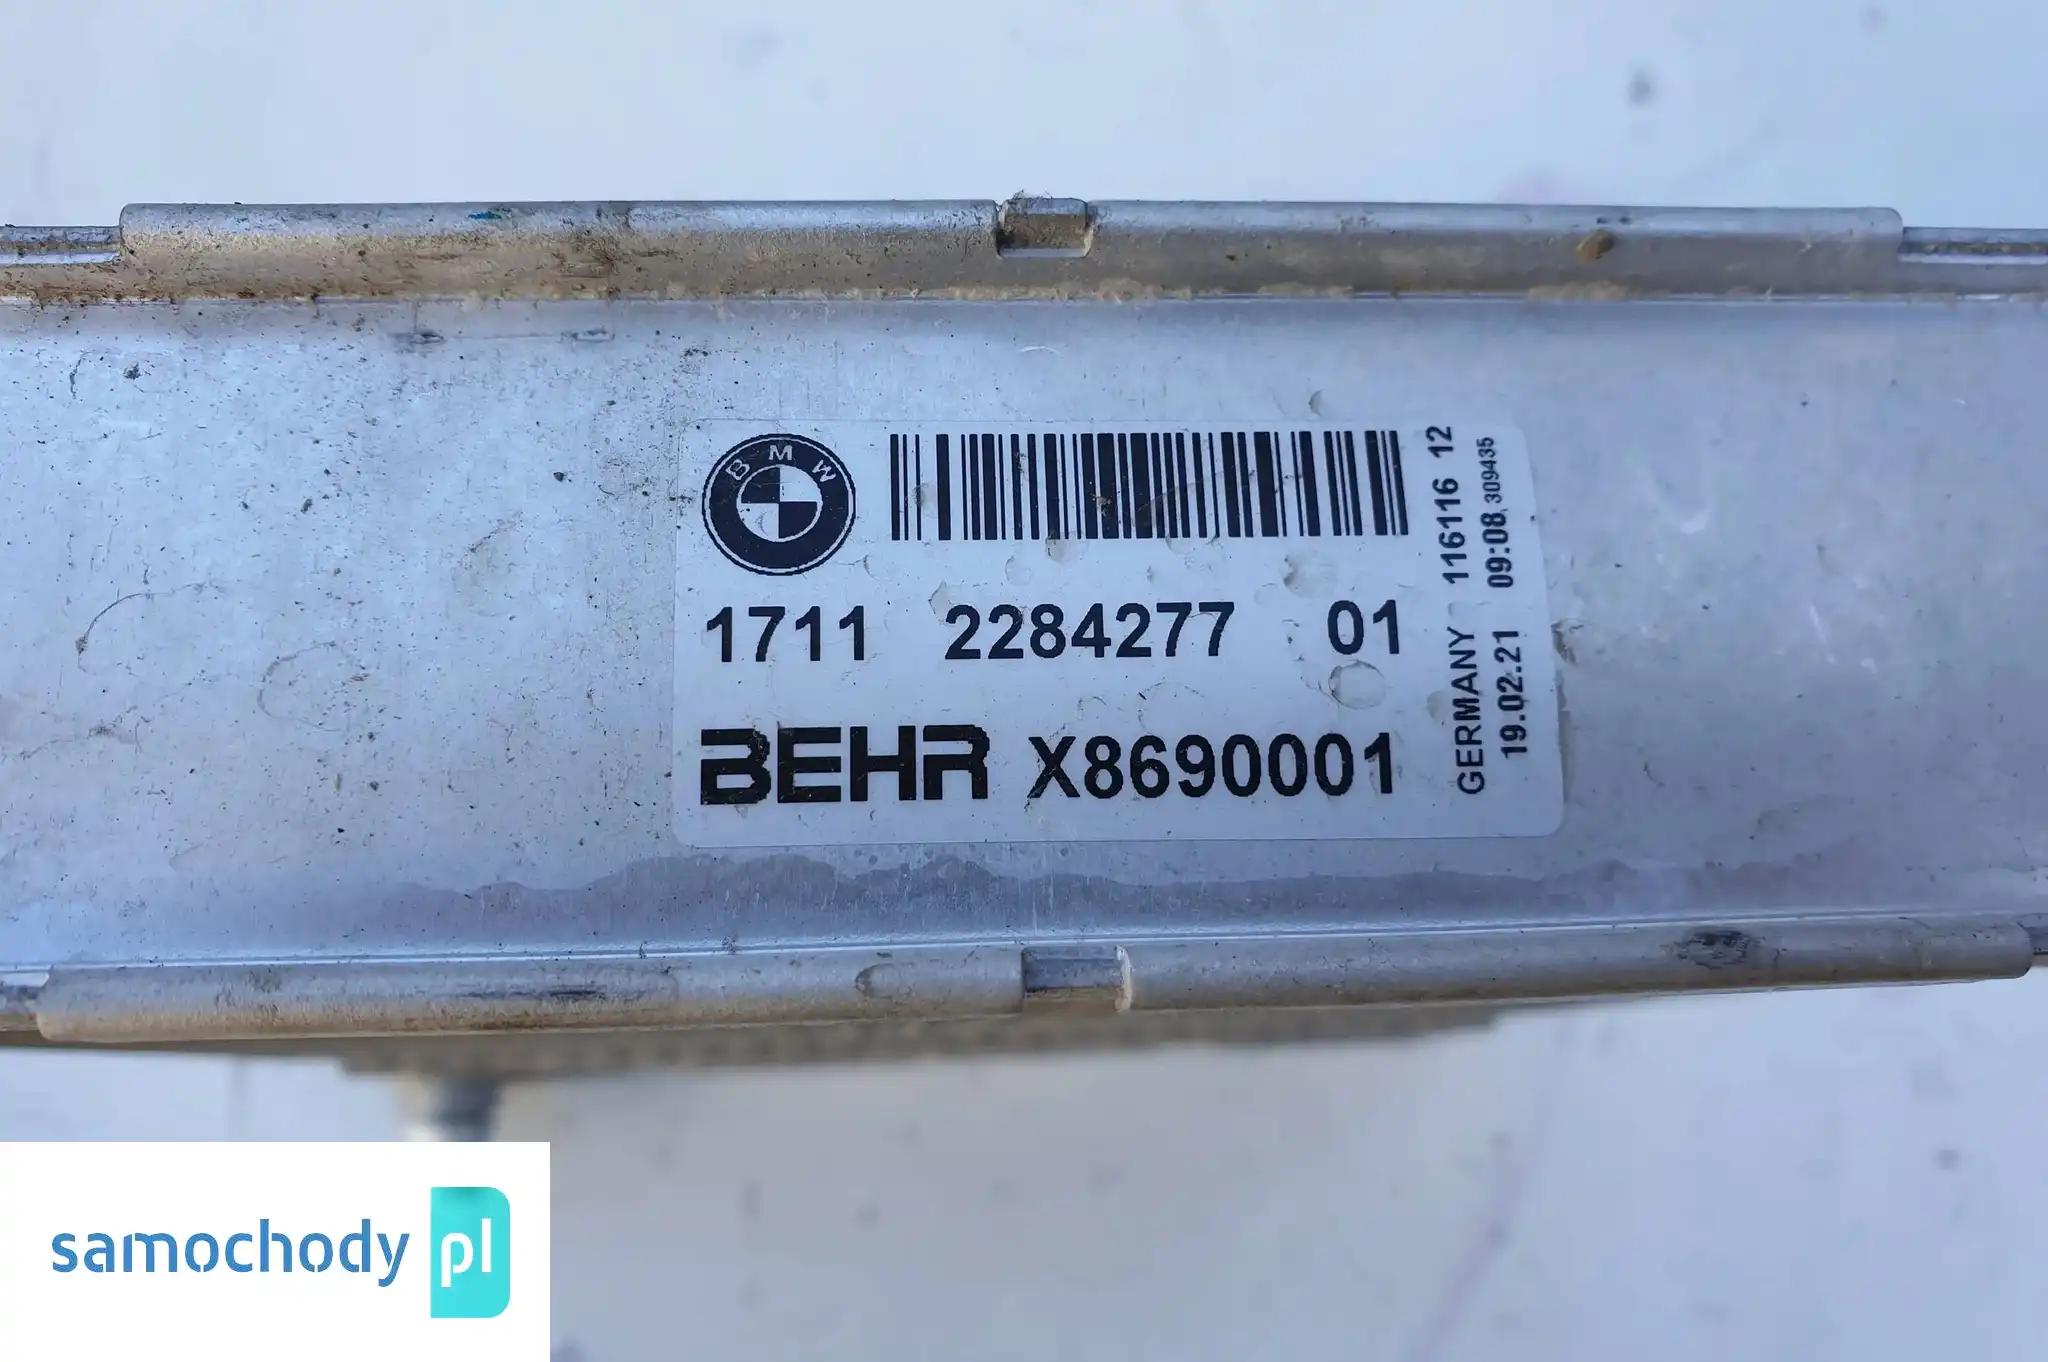 BMW
1711 2284277 01
BEHR X8690001
GERMANY 116116 12
19.02.21 09:08 309435
samochody pl